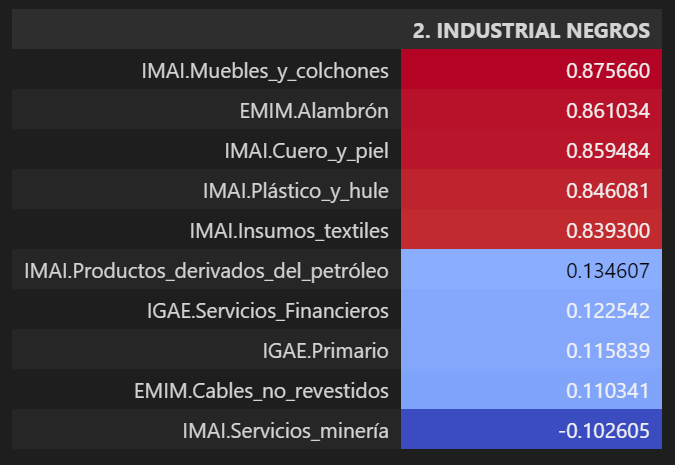 2. INDUSTRIAL NEGROS
IMAI.Muebles_y_colchones 0.875660
EMIM.Alambrón 0.861034
IMAI.Cuero_y_piel 0.859484
IMAI.Plástico_y_hule 0.846081
IMAI.Insumos_textiles 0.839300
IMAI.Productos_derivados_del_petróleo 0.134607
IGAE.Servicios_Financieros 0.122542
IGAE.Primario 0.115839
EMIM.Cables_no_revestidos 0.110341
IMAI.Servicios_minería -0.102605